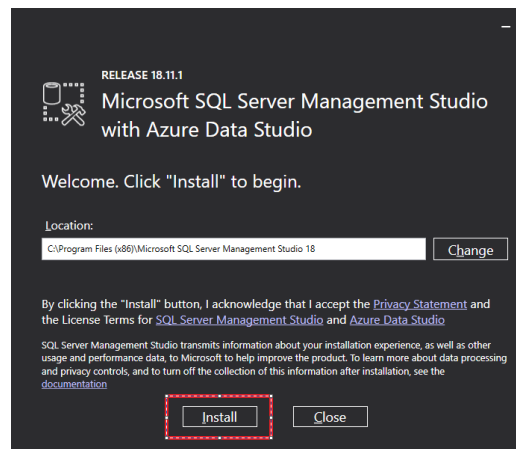 RELEASE 18.11.1
Microsoft SQL Server Management Studio
with Azure Data Studio
Welcome. Click "Install" to begin.
Location:
C:\Program Files (x86)\Microsoft SQL Server Management Studio 18
Change
By clicking the "Install" button, I acknowledge that I accept the Privacy Statement and
the License Terms for SQL Server Management Studio and Azure Data Studio
SQL Server Management Studio transmits information about your installation experience, as well as other
usage and performance data, to Microsoft to help improve the product. To learn more about data processing
and privacy controls, and to turn off the collection of this information after installation, see the
documentation
Install Close